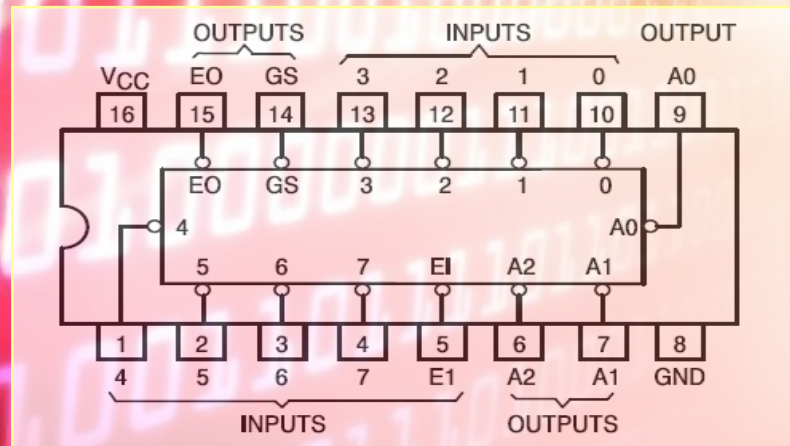 OUTPUTS INPUTS OUTPUT
VCC EO GS 3 2 1 0 A0
16 15 14 13 12 11 10 9
EO GS 3 2 1 0
4 A0
5 6 7 EI A2 A1
1 2 3 4 5 6 7 8
4 5 6 7 E1 A2 A1 GND
INPUTS OUTPUTS